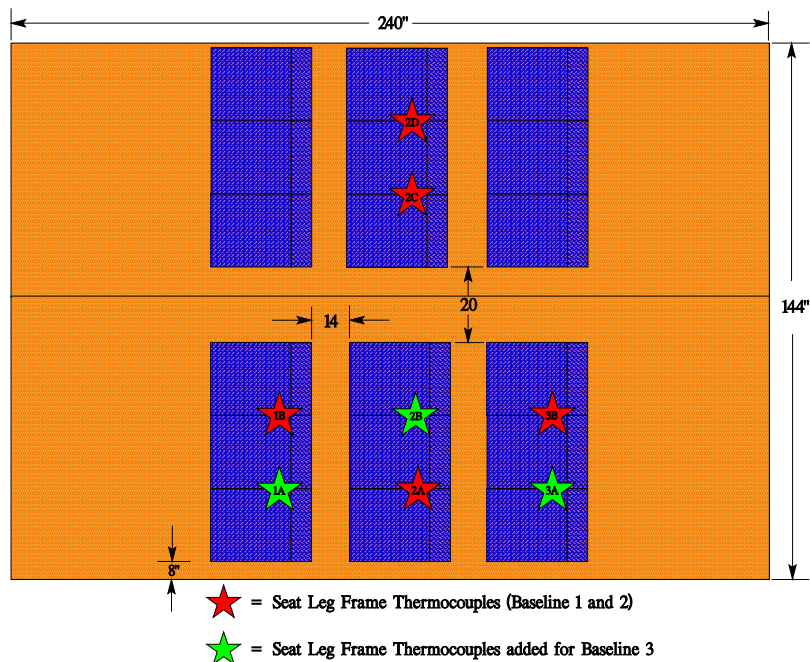 240"
2D
2C
20
144"
14
1B
2B
3B
1A
2A
3A
8"
= Seat Leg Frame Thermocouples (Baseline 1 and 2)
= Seat Leg Frame Thermocouples added for Baseline 3